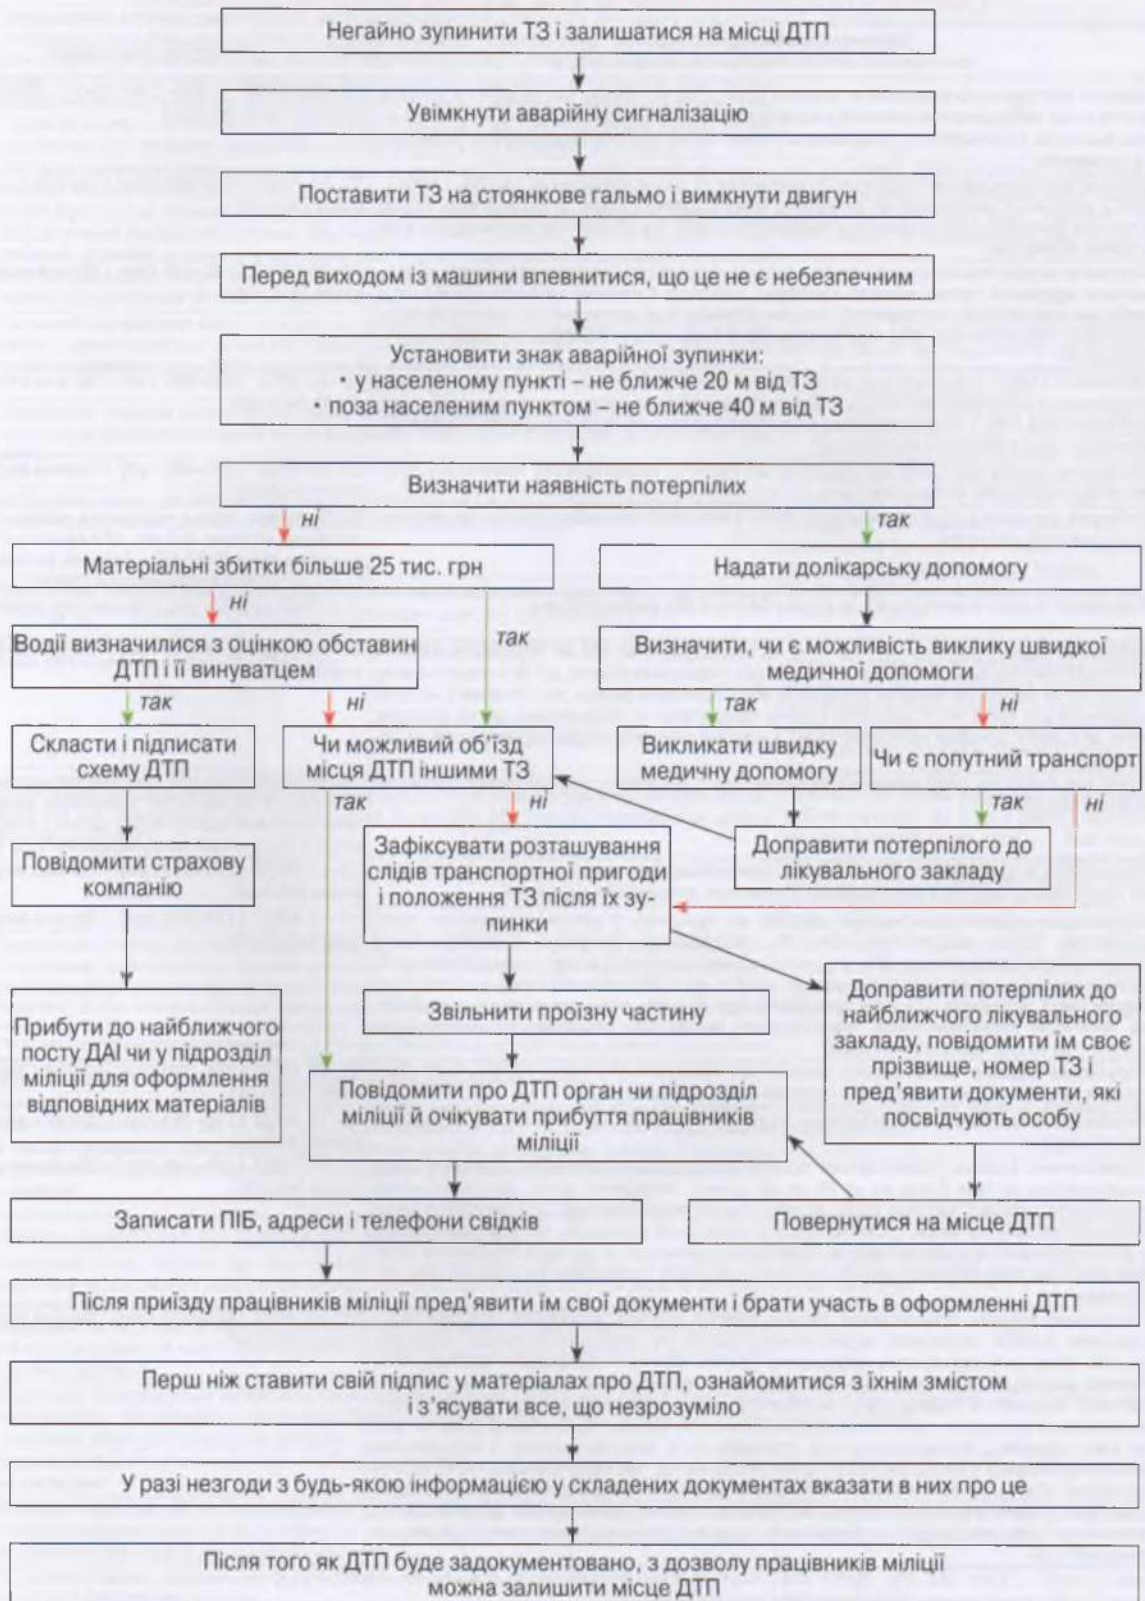 Негайно зупинити ТЗ і залишатися на місці ДТП
Увімкнути аварійну сигналізацію
Поставити ТЗ на стоянкове гальмо і вимкнути двигун
Перед виходом із машини впевнитися, що це не є небезпечним
Установити знак аварійної зупинки:
• у населеному пункті – не ближче 20 м від ТЗ
• поза населеним пунктом – не ближче 40 м від ТЗ
Визначити наявність потерпілих
ні
так
Матеріальні збитки більше 25 тис. грн
Надати долікарську допомогу
ні
так
Водії визначилися з оцінкою обставин
ДТП і її винуватцем
Визначити, чи є можливість виклику швидкої
медичної допомоги
так
ні
так
ні
Скласти і підписати
схему ДТП
Чи можливий об’їзд
місця ДТП іншими ТЗ
Викликати швидку
медичну допомогу
Чи є попутний транспорт
так
ні
так
ні
Повідомити страхову
компанію
Зафіксувати розташування
слідів транспортної пригоди
і положення ТЗ після їх зу-
пинки
Доправити потерпілого до
лікувального закладу
Прибути до найближчого
посту ДАІ чи у підрозділ
міліції для оформлення
відповідних матеріалів
Звільнити проїзну частину
Доправити потерпілих до
найближчого лікувального
закладу, повідомити їм своє
прізвище, номер ТЗ і
пред’явити документи, які
посвідчують особу
Повідомити про ДТП орган чи підрозділ
міліції й очікувати прибуття працівників
міліції
Записати ПІБ, адреси і телефони свідків
Повернутися на місце ДТП
Після приїзду працівників міліції пред’явити їм свої документи і брати участь в оформленні ДТП
Перш ніж ставити свій підпис у матеріалах про ДТП, ознайомитися з їхнім змістом
і з’ясувати все, що незрозуміло
У разі незгоди з будь-якою інформацією у складених документах вказати в них про це
Після того як ДТП буде задокументовано, з дозволу працівників міліції
можна залишити місце ДТП